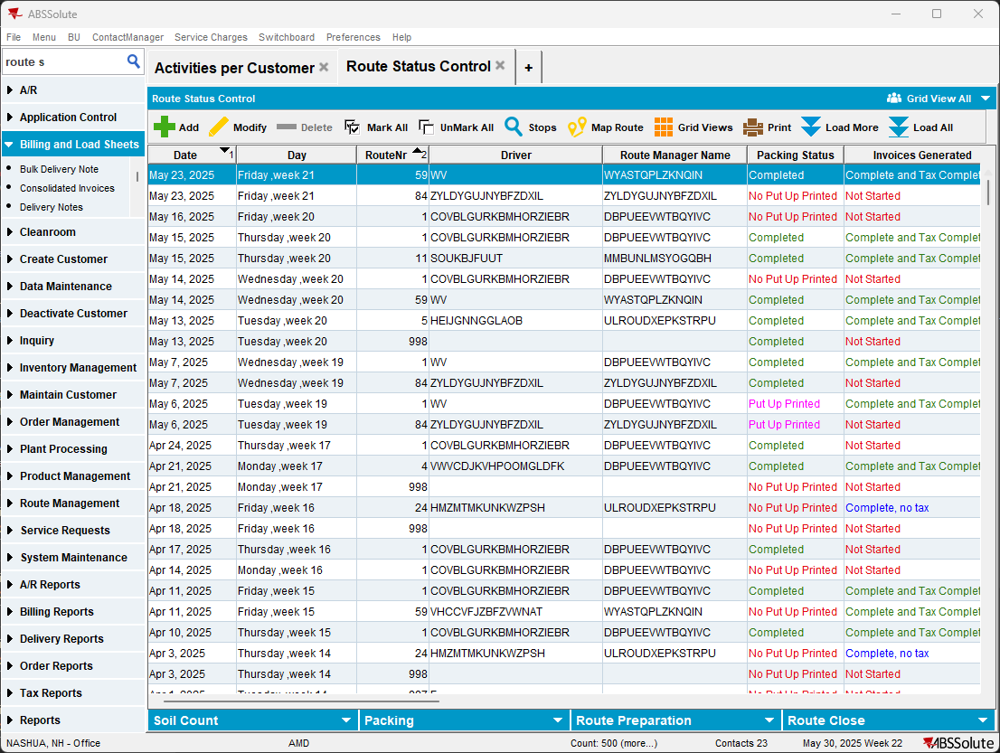 ABSSolute
File Menu BU ContactManager Service Charges Switchboard Preferences Help
route s
Activities per Customer
Route Status Control
+
Route Status Control
Grid View All
Add Modify Delete Mark All UnMark All Stops Map Route Grid Views Print Load More Load All
A/R
Application Control
Billing and Load Sheets
Bulk Delivery Note
Consolidated Invoices
Delivery Notes
Cleanroom
Create Customer
Data Maintenance
Deactivate Customer
Inquiry
Inventory Management
Maintain Customer
Order Management
Plant Processing
Product Management
Route Management
Service Requests
System Maintenance
A/R Reports
Billing Reports
Delivery Reports
Order Reports
Tax Reports
Reports
Date 1 Day RouteNr 2 Driver Route Manager Name Packing Status Invoices Generated
May 23, 2025 Friday ,week 21 59 WV WYASTQPLZKNQIN Completed Complete and Tax Complet
May 23, 2025 Friday ,week 21 84 ZYLDYGUJNYBFZDXIL ZYLDYGUJNYBFZDXIL No Put Up Printed Not Started
May 16, 2025 Friday ,week 20 1 COVBLGURKBMHORZIEBR DBPUEEVWTBQYIVC No Put Up Printed Not Started
May 15, 2025 Thursday ,week 20 1 COVBLGURKBMHORZIEBR DBPUEEVWTBQYIVC Completed Complete and Tax Complet
May 15, 2025 Thursday ,week 20 11 SOUKBJFUUT MMBUNLMSYOGQBH Completed Complete and Tax Complet
May 14, 2025 Wednesday ,week 20 1 COVBLGURKBMHORZIEBR DBPUEEVWTBQYIVC No Put Up Printed Not Started
May 14, 2025 Wednesday ,week 20 59 WV WYASTQPLZKNQIN Completed Complete and Tax Complet
May 13, 2025 Tuesday ,week 20 5 HEIJGNNGGLAOB ULROUDXEPKSTRPU Completed Complete and Tax Complet
May 13, 2025 Tuesday ,week 20 998 Completed Not Started
May 7, 2025 Wednesday ,week 19 1 WV DBPUEEVWTBQYIVC Completed Complete and Tax Complet
May 7, 2025 Wednesday ,week 19 84 ZYLDYGUJNYBFZDXIL ZYLDYGUJNYBFZDXIL Completed Not Started
May 6, 2025 Tuesday ,week 19 1 WV DBPUEEVWTBQYIVC Put Up Printed Complete and Tax Complet
May 6, 2025 Tuesday ,week 19 84 ZYLDYGUJNYBFZDXIL ZYLDYGUJNYBFZDXIL Put Up Printed Not Started
Apr 24, 2025 Thursday ,week 17 1 COVBLGURKBMHORZIEBR DBPUEEVWTBQYIVC Completed Not Started
Apr 21, 2025 Monday ,week 17 4 VWVCDJKVHPOOMGLDFK DBPUEEVWTBQYIVC Completed Complete and Tax Complet
Apr 21, 2025 Monday ,week 17 998 No Put Up Printed Not Started
Apr 18, 2025 Friday ,week 16 24 HMZMTMKUNKWZPSH ULROUDXEPKSTRPU No Put Up Printed Complete, no tax
Apr 18, 2025 Friday ,week 16 998 No Put Up Printed Not Started
Apr 17, 2025 Thursday ,week 16 1 COVBLGURKBMHORZIEBR DBPUEEVWTBQYIVC Completed Not Started
Apr 14, 2025 Monday ,week 16 1 COVBLGURKBMHORZIEBR DBPUEEVWTBQYIVC No Put Up Printed Not Started
Apr 11, 2025 Friday ,week 15 1 COVBLGURKBMHORZIEBR DBPUEEVWTBQYIVC Completed Complete and Tax Complet
Apr 11, 2025 Friday ,week 15 59 VHCCVFJZBFZVWNAT WYASTQPLZKNQIN No Put Up Printed Complete and Tax Complet
Apr 10, 2025 Thursday ,week 15 1 COVBLGURKBMHORZIEBR DBPUEEVWTBQYIVC Completed Complete and Tax Complet
Apr 3, 2025 Thursday ,week 14 24 HMZMTMKUNKWZPSH ULROUDXEPKSTRPU No Put Up Printed Complete, no tax
Apr 3, 2025 Thursday ,week 14 998 No Put Up Printed Not Started
Soil Count Packing Route Preparation Route Close
NASHUA, NH - Office AMD Count: 500 (more...) Contacts 23 May 30, 2025 Week 22 ABSSolute